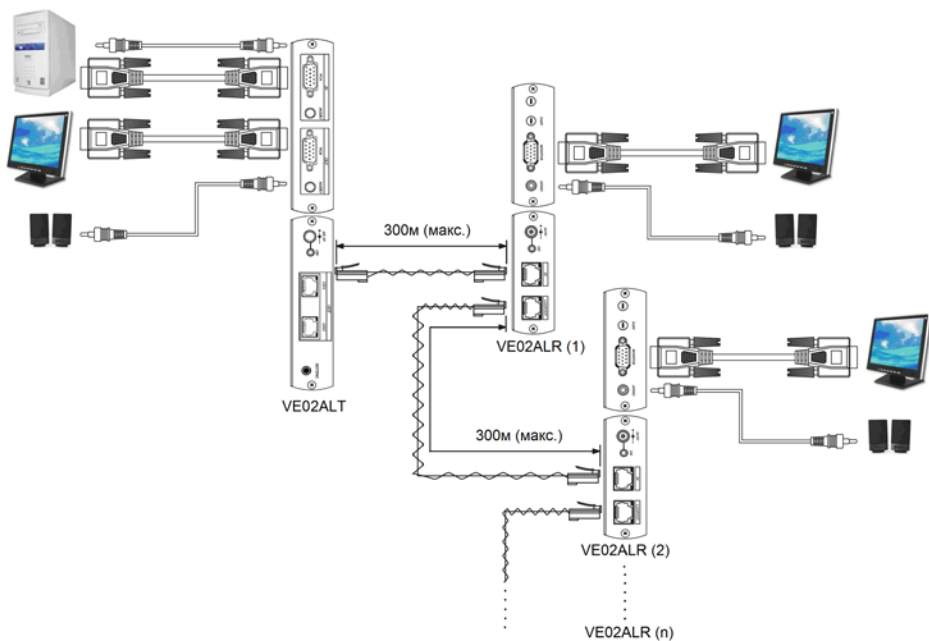 300м (макс.)
VE02ALR (1)
VE02ALT
300м (макс.)
VE02ALR (2)
VE02ALR (n)